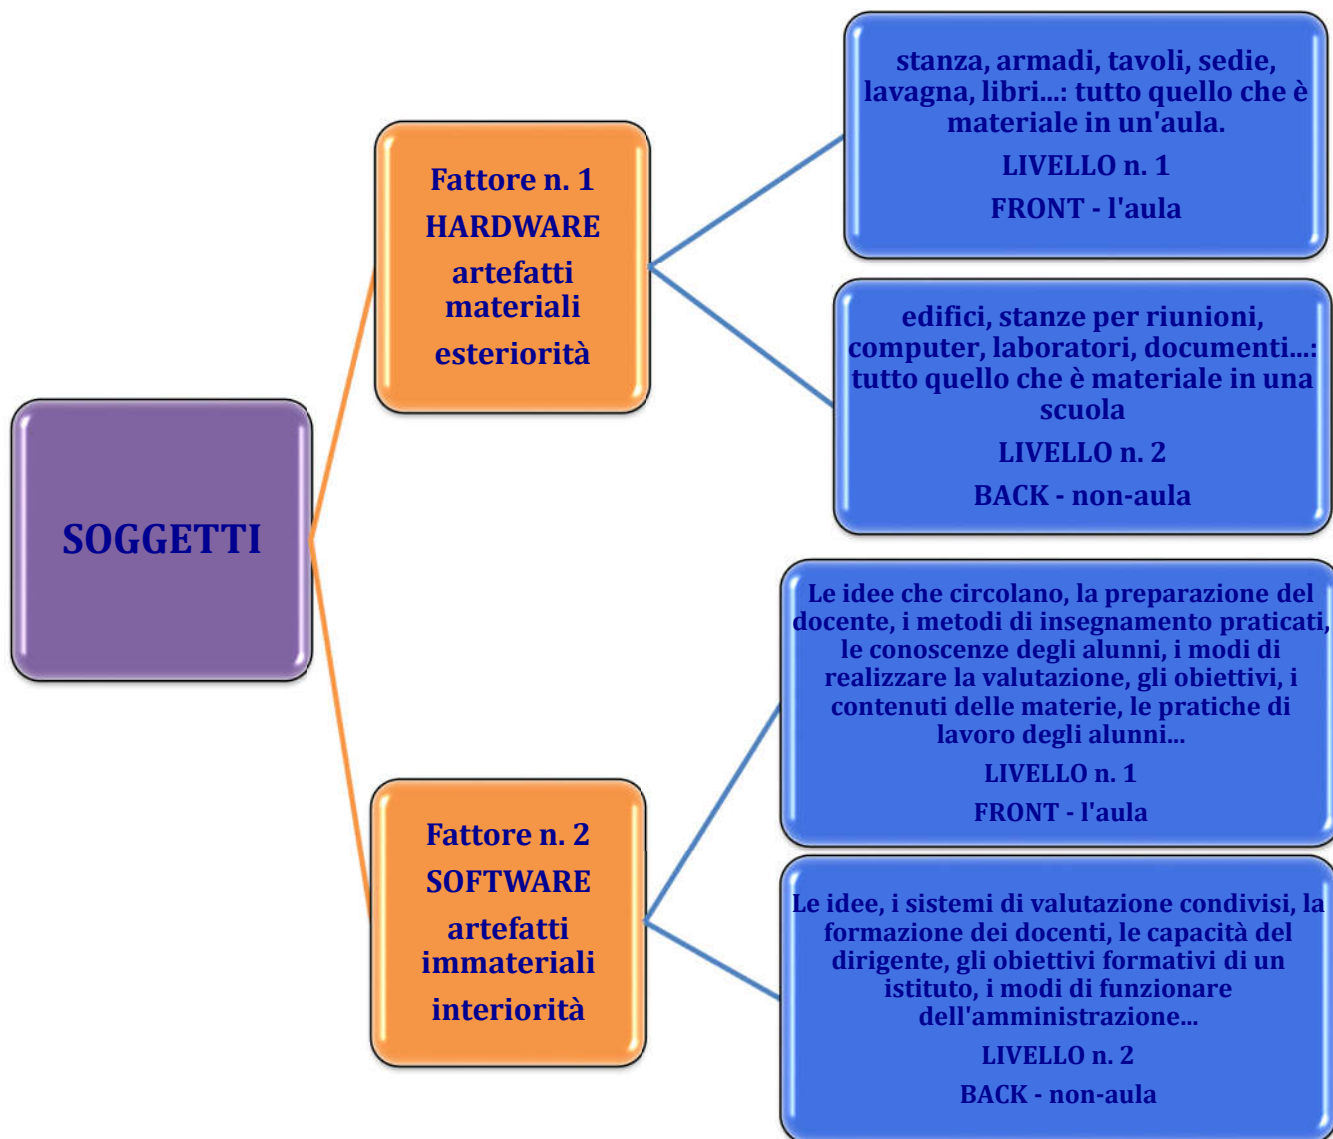 SOGGETTI
Fattore n. 1
HARDWARE
artefatti
materiali
esteriorità
stanza, armadi, tavoli, sedie,
lavagna, libri...: tutto quello che è
materiale in un'aula.
LIVELLO n. 1
FRONT - l'aula
edifici, stanze per riunioni,
computer, laboratori, documenti...:
tutto quello che è materiale in una
scuola
LIVELLO n. 2
BACK - non-aula
Fattore n. 2
SOFTWARE
artefatti
immateriali
interiorità
Le idee che circolano, la preparazione del
docente, i metodi di insegnamento praticati,
le conoscenze degli alunni, i modi di
realizzare la valutazione, gli obiettivi, i
contenuti delle materie, le pratiche di
lavoro degli alunni...
LIVELLO n. 1
FRONT - l'aula
Le idee, i sistemi di valutazione condivisi, la
formazione dei docenti, le capacità del
dirigente, gli obiettivi formativi di un
istituto, i modi di funzionare
dell'amministrazione...
LIVELLO n. 2
BACK - non-aula